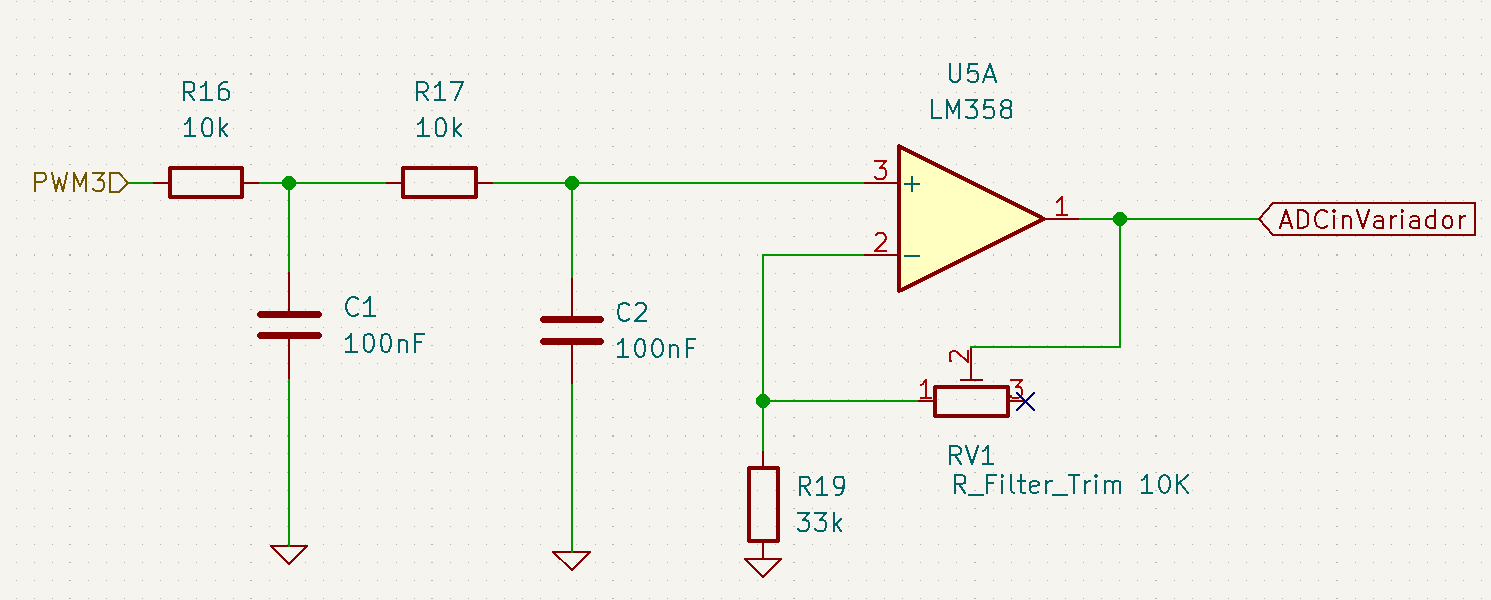 U5A
LM358
R16
10k
R17
10k
PWM3
3
+
1
ADCinVariador
2
−
C1
100nF
C2
100nF
2
1
3
RV1
R_Filter_Trim 10K
R19
33k